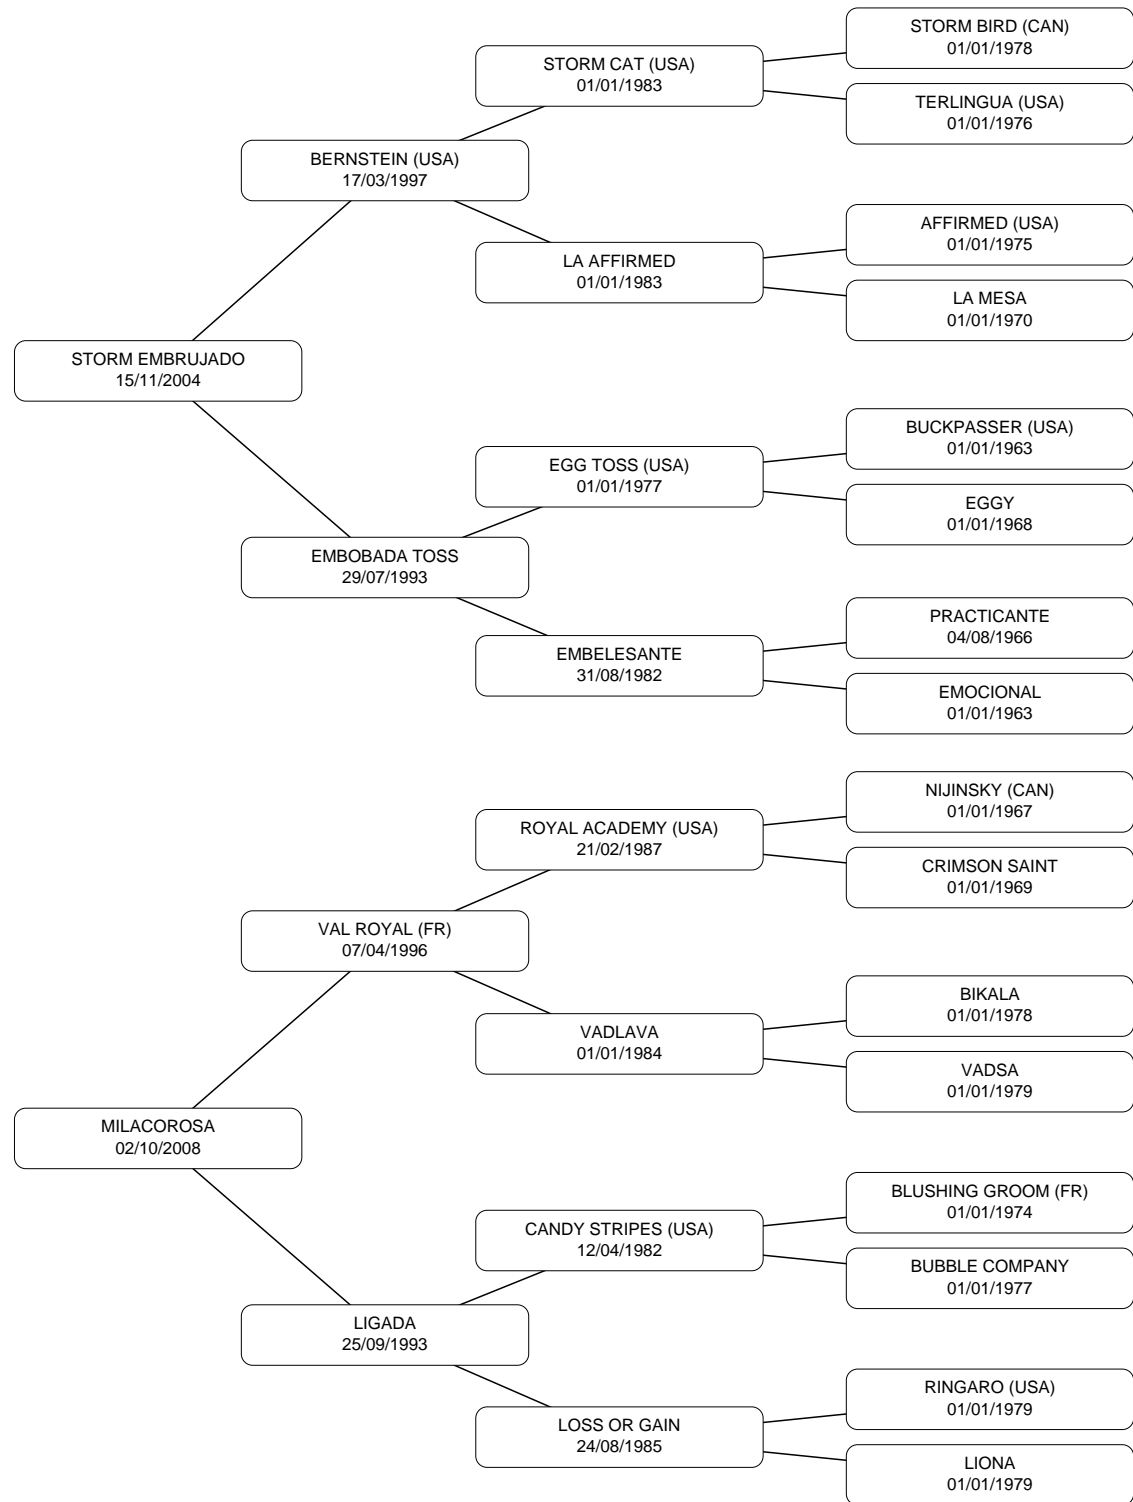 STORM BIRD (CAN)
01/01/1978
STORM CAT (USA)
01/01/1983
TERLINGUA (USA)
01/01/1976
BERNSTEIN (USA)
17/03/1997
AFFIRMED (USA)
01/01/1975
LA AFFIRMED
01/01/1983
LA MESA
01/01/1970
STORM EMBRUJADO
15/11/2004
BUCKPASSER (USA)
01/01/1963
EGG TOSS (USA)
01/01/1977
EGGY
01/01/1968
EMBOBADA TOSS
29/07/1993
PRACTICANTE
04/08/1966
EMBELESANTE
31/08/1982
EMOCIONAL
01/01/1963
NIJINSKY (CAN)
01/01/1967
ROYAL ACADEMY (USA)
21/02/1987
CRIMSON SAINT
01/01/1969
VAL ROYAL (FR)
07/04/1996
BIKALA
01/01/1978
VADLAVA
01/01/1984
VADSA
01/01/1979
MILACOROSA
02/10/2008
BLUSHING GROOM (FR)
01/01/1974
CANDY STRIPES (USA)
12/04/1982
BUBBLE COMPANY
01/01/1977
LIGADA
25/09/1993
RINGARO (USA)
01/01/1979
LOSS OR GAIN
24/08/1985
LIONA
01/01/1979